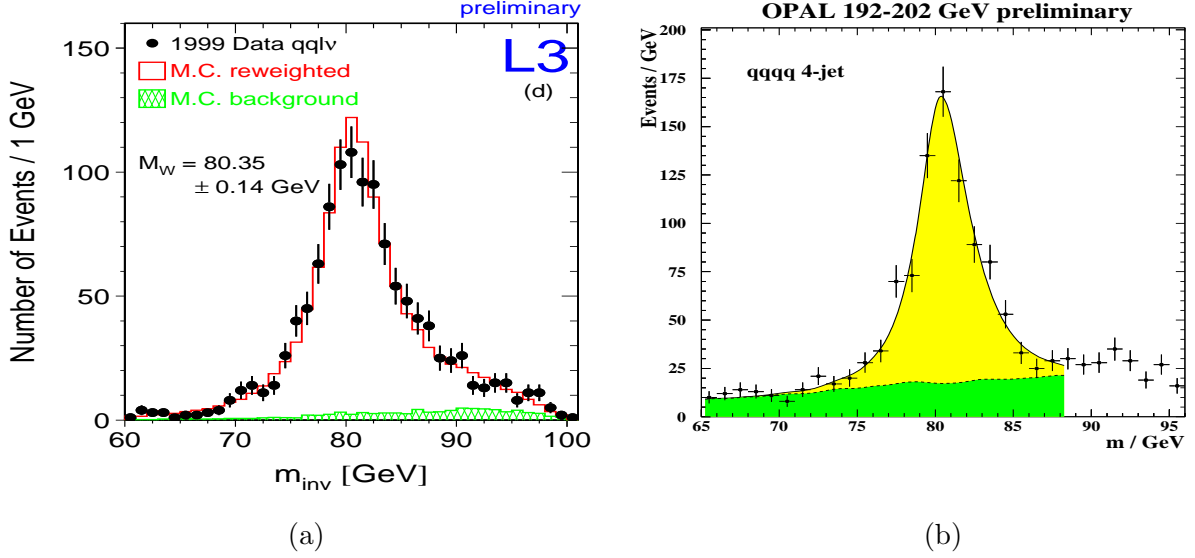 preliminary
Number of Events / 1 GeV
150
100
50
0
1999 Data qqlν
M.C. reweighted
M.C. background
L3
(d)
M_W = 80.35
± 0.14 GeV
60 70 80 90 100
m_inv [GeV]
(a)
OPAL 192-202 GeV preliminary
Events / GeV
200
175
150
125
100
75
50
25
0
qqqq 4-jet
65 70 75 80 85 90 95
m / GeV
(b)